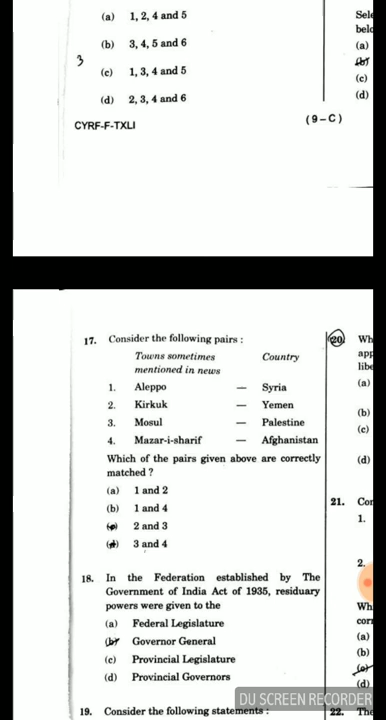 (a) 1, 2, 4 and 5
(b) 3, 4, 5 and 6
3
(c) 1, 3, 4 and 5
(d) 2, 3, 4 and 6
CYRF-F-TXLI
(9 – C)
Sele
belo
(a)
(b)
(c)
(d)
17. Consider the following pairs :
Towns sometimes Country
mentioned in news
1. Aleppo — Syria
2. Kirkuk — Yemen
3. Mosul — Palestine
4. Mazar-i-sharif — Afghanistan
Which of the pairs given above are correctly
matched ?
(a) 1 and 2
(b) 1 and 4
(c) 2 and 3
(d) 3 and 4
18. In the Federation established by The
Government of India Act of 1935, residuary
powers were given to the
(a) Federal Legislature
(b) Governor General
(c) Provincial Legislature
(d) Provincial Governors
19. Consider the following statements :
20. Wh
app
libe
(a)
(b)
(c)
(d)
21. Con
1.
2.
Wh
corr
(a)
(b)
(c)
(d)
22. The
DU SCREEN RECORDER